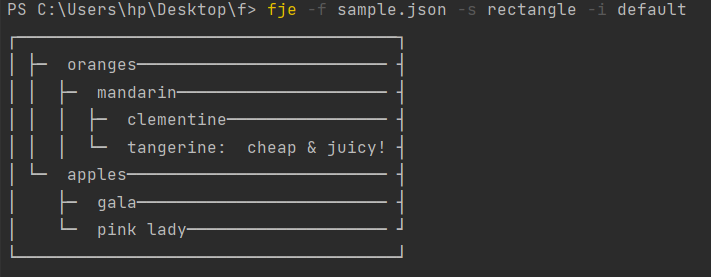 PS C:\Users\hp\Desktop\f> fje -f sample.json -s rectangle -i default
oranges
mandarin
clementine
tangerine: cheap & juicy!
apples
gala
pink lady